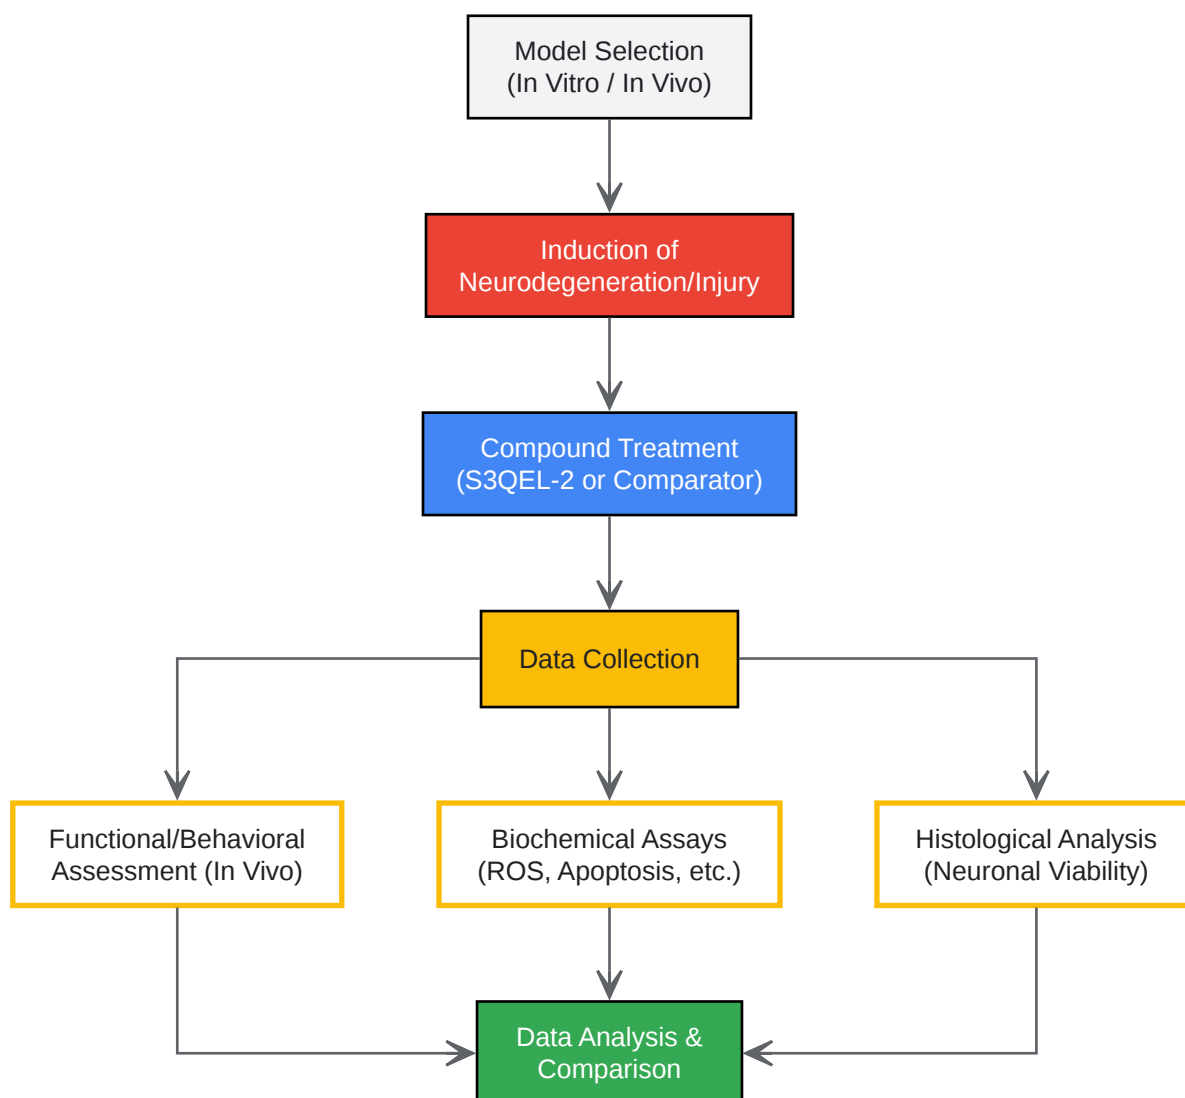 Model Selection
(In Vitro / In Vivo)
Induction of
Neurodegeneration/Injury
Compound Treatment
(S3QEL-2 or Comparator)
Data Collection
Functional/Behavioral
Assessment (In Vivo)
Biochemical Assays
(ROS, Apoptosis, etc.)
Histological Analysis
(Neuronal Viability)
Data Analysis &
Comparison